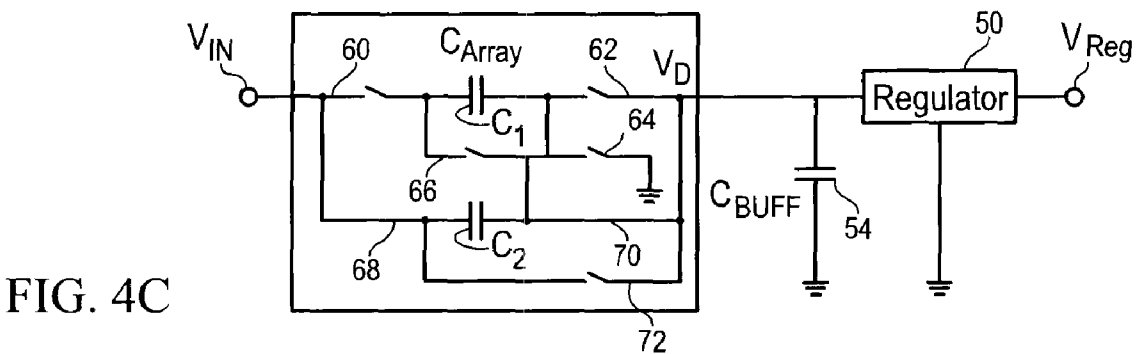 V_IN
60
C_Array
V_D
62
50
V_Reg
Regulator
C_1
64
66
C_BUFF
54
68
C_2
70
72
FIG. 4C